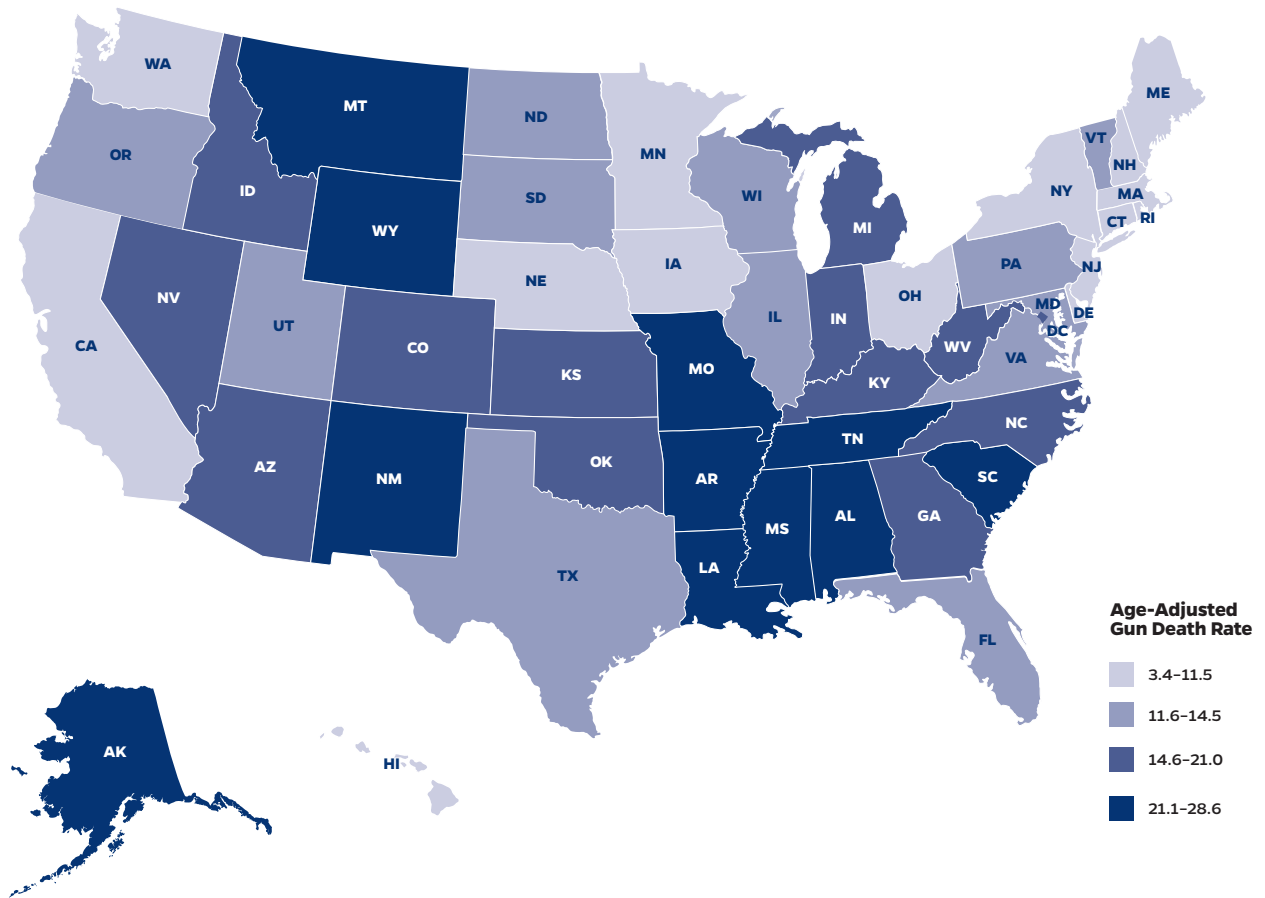 WA
MT
ME
ND
VT
OR
MN
NH
ID
SD
WI
NY
MA
WY
MI
CT
RI
IA
PA
NJ
NE
OH
NV
MD
DE
UT
IL
IN
DC
CA
CO
WV
VA
MO
KS
KY
NC
TN
AZ
OK
NM
AR
SC
MS
AL
GA
LA
TX
Age-Adjusted
Gun Death Rate
FL
3.4–11.5
11.6–14.5
AK
HI
14.6–21.0
21.1–28.6